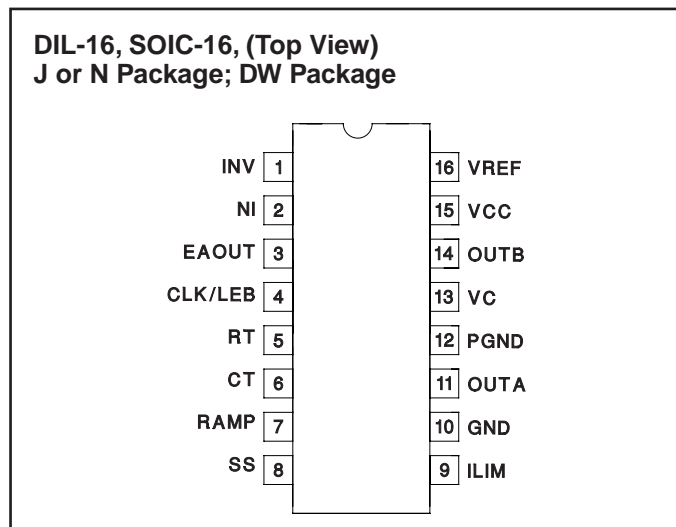 DIL-16, SOIC-16, (Top View)
J or N Package; DW Package
INV 1
16 VREF
NI 2
15 VCC
EAOUT 3
14 OUTB
CLK/LEB 4
13 VC
RT 5
12 PGND
CT 6
11 OUTA
RAMP 7
10 GND
SS 8
9 ILIM